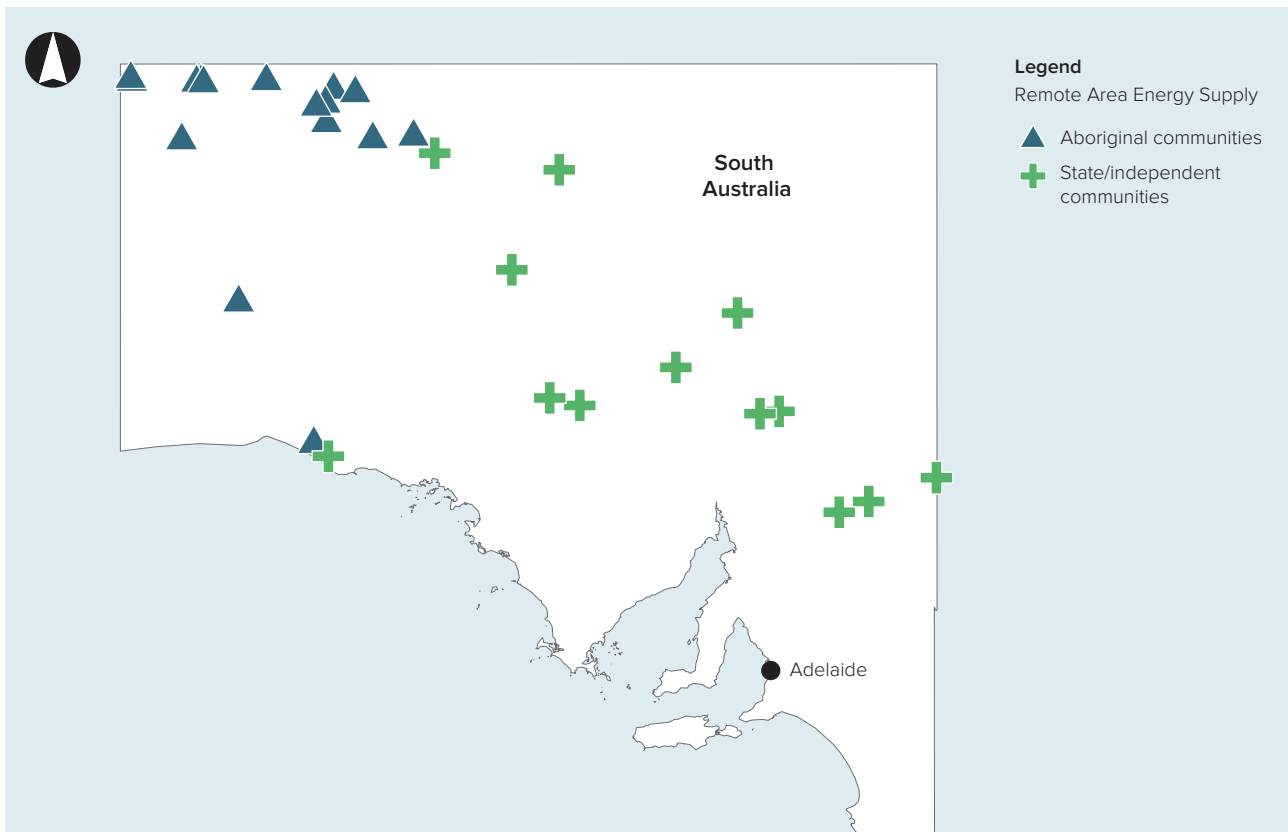 Legend
Remote Area Energy Supply
Aboriginal communities
State/independent
communities
South
Australia
Adelaide